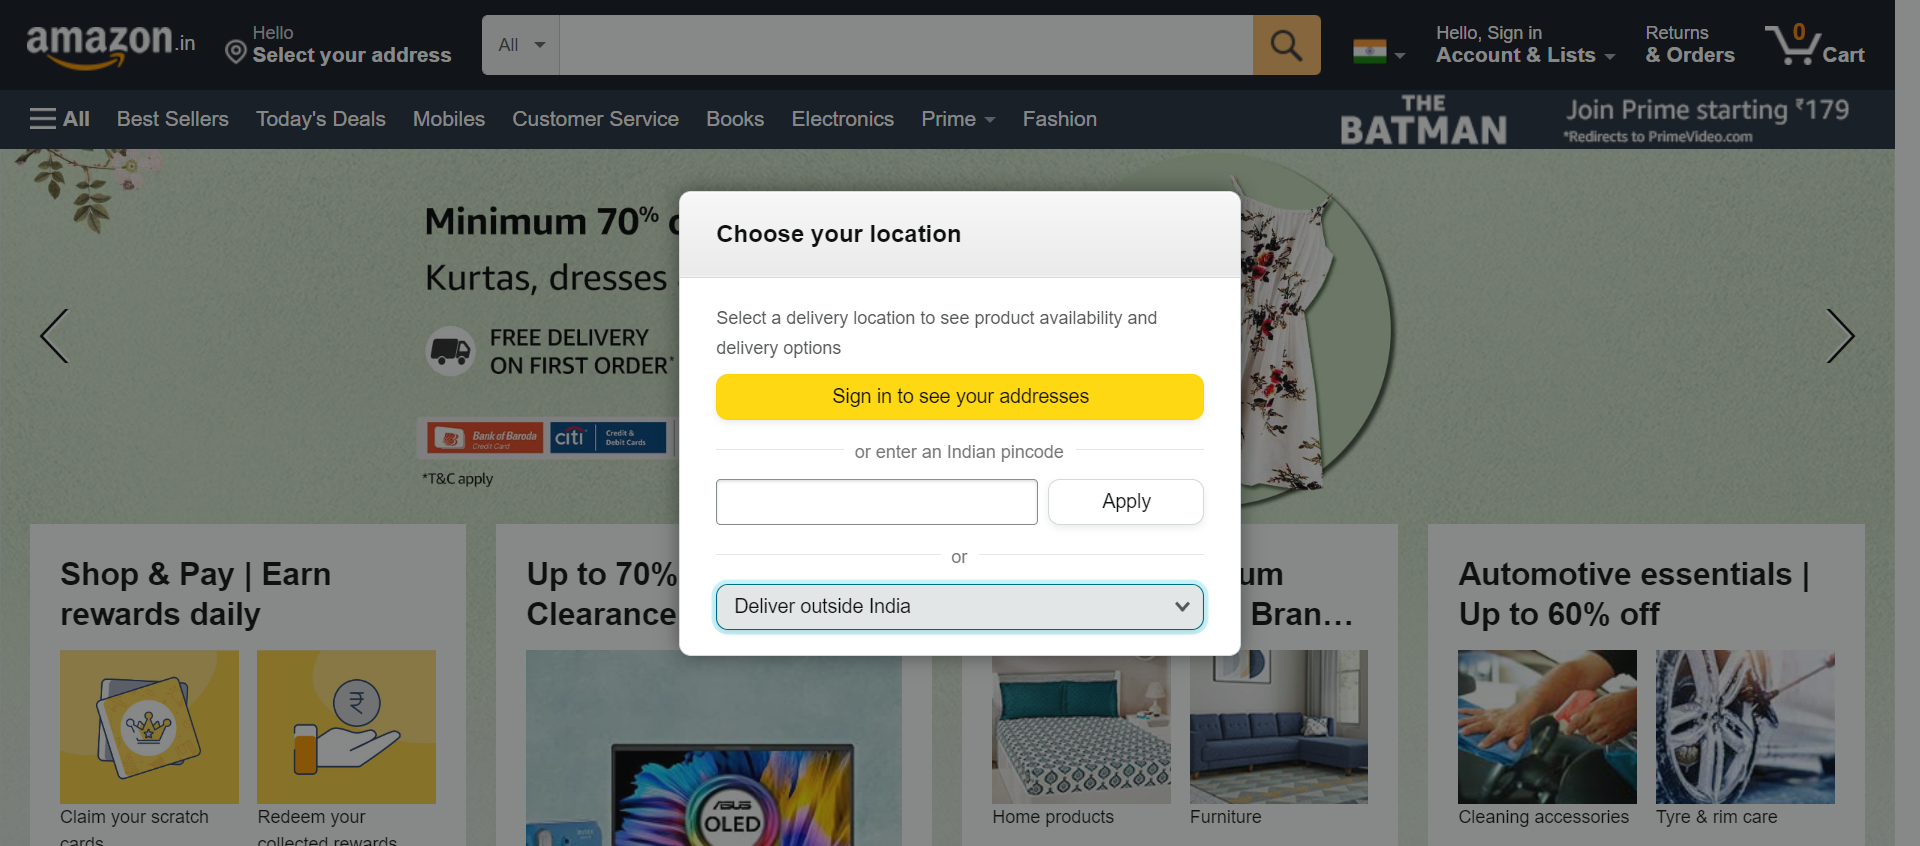 amazon.in
Hello
Select your address
All
Hello, Sign in
Account & Lists
Returns
& Orders
0
Cart
All
Best Sellers
Today's Deals
Mobiles
Customer Service
Books
Electronics
Prime
Fashion
THE
BATMAN
Join Prime starting ₹179
*Redirects to PrimeVideo.com
Minimum 70%
Kurtas, dresses
FREE DELIVERY
ON FIRST ORDER*
Bank of Baroda
Credit Card
citi
Credit &
Debit Cards
*T&C apply
Choose your location
Select a delivery location to see product availability and
delivery options
Sign in to see your addresses
or enter an Indian pincode
Apply
or
Deliver outside India
Shop & Pay | Earn
rewards daily
Claim your scratch
cards
Redeem your
collected rewards
Up to 70%
Clearance
ASUS
OLED
um
Bran…
Home products
Furniture
Automotive essentials |
Up to 60% off
Cleaning accessories
Tyre & rim care